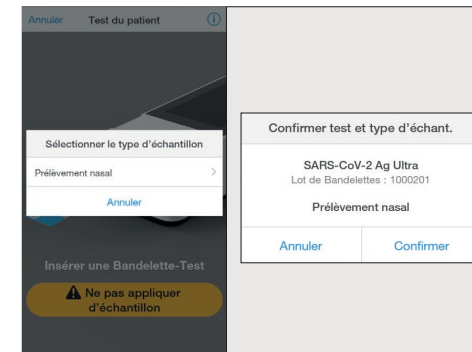 Annuler Test du patient
Sélectionner le type d'échantillon
Prélèvement nasal
Annuler
Insérer une Bandelette-Test
Ne pas appliquer
d'échantillon
Confirmer test et type d'échant.
SARS-CoV-2 Ag Ultra
Lot de Bandelettes : 1000201
Prélèvement nasal
Annuler Confirmer